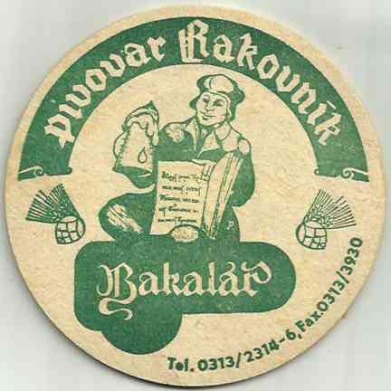 pivovar Rakovník
Bakalář
Tel. 0313/2314-6, Fax 0313/3930